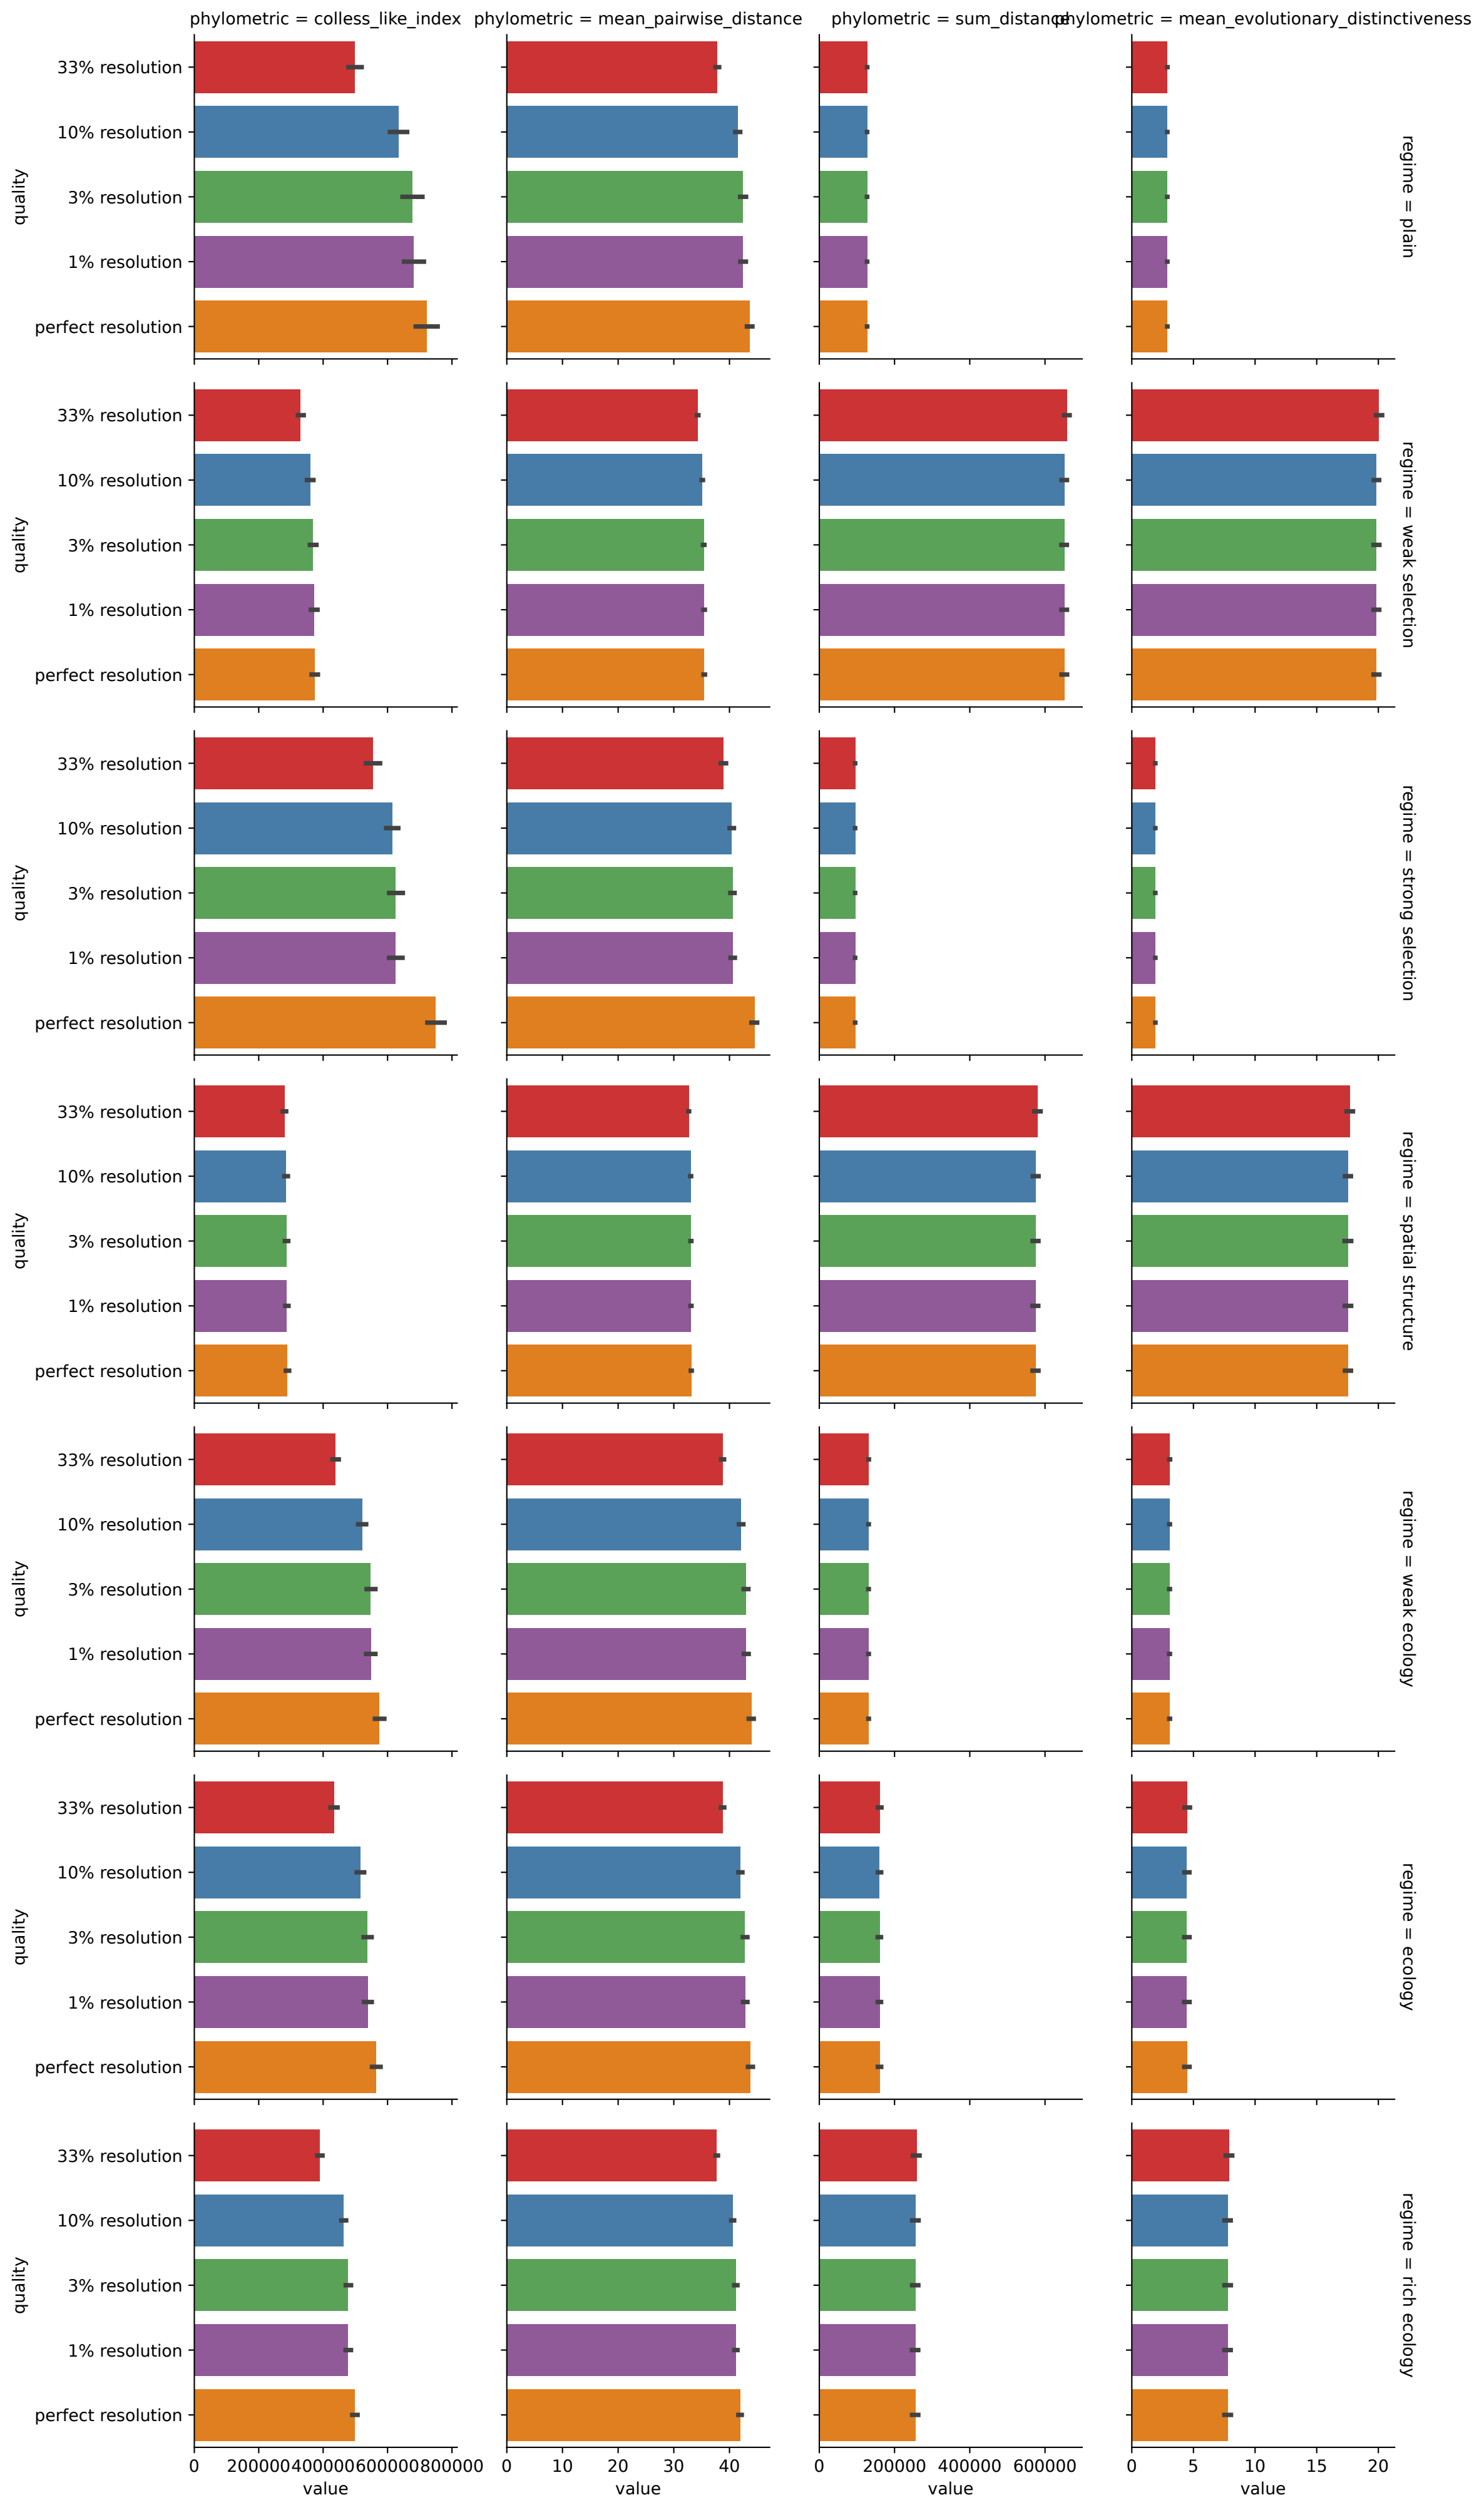 phylometric = colless_like_index
phylometric = mean_pairwise_distance
phylometric = sum_distance
phylometric = mean_evolutionary_distinctiveness
quality
33% resolution
10% resolution
3% resolution
1% resolution
perfect resolution
regime = plain
quality
33% resolution
10% resolution
3% resolution
1% resolution
perfect resolution
regime = weak selection
quality
33% resolution
10% resolution
3% resolution
1% resolution
perfect resolution
regime = strong selection
quality
33% resolution
10% resolution
3% resolution
1% resolution
perfect resolution
regime = spatial structure
quality
33% resolution
10% resolution
3% resolution
1% resolution
perfect resolution
regime = weak ecology
quality
33% resolution
10% resolution
3% resolution
1% resolution
perfect resolution
regime = ecology
quality
33% resolution
10% resolution
3% resolution
1% resolution
perfect resolution
regime = rich ecology
0 200000 400000 600000 800000
0 10 20 30 40
0 200000 400000 600000
0 5 10 15 20
value
value
value
value